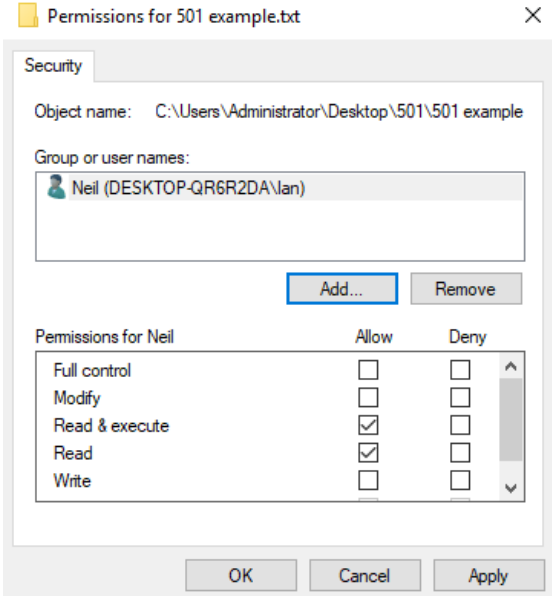 Permissions for 501 example.txt
Security
Object name: C:\Users\Administrator\Desktop\501\501 example
Group or user names:
Neil (DESKTOP-QR6R2DA\Ian)
Add... Remove
Permissions for Neil Allow Deny
Full control
Modify
Read & execute
Read
Write
OK Cancel Apply